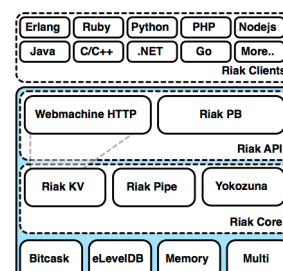 Erlang Ruby Python PHP Nodejs
Java C/C++ .NET Go More..
Riak Clients
Webmachine HTTP Riak PB
Riak API
Riak KV Riak Pipe Yokozuna
Riak Core
Bitcask eLevelDB Memory Multi